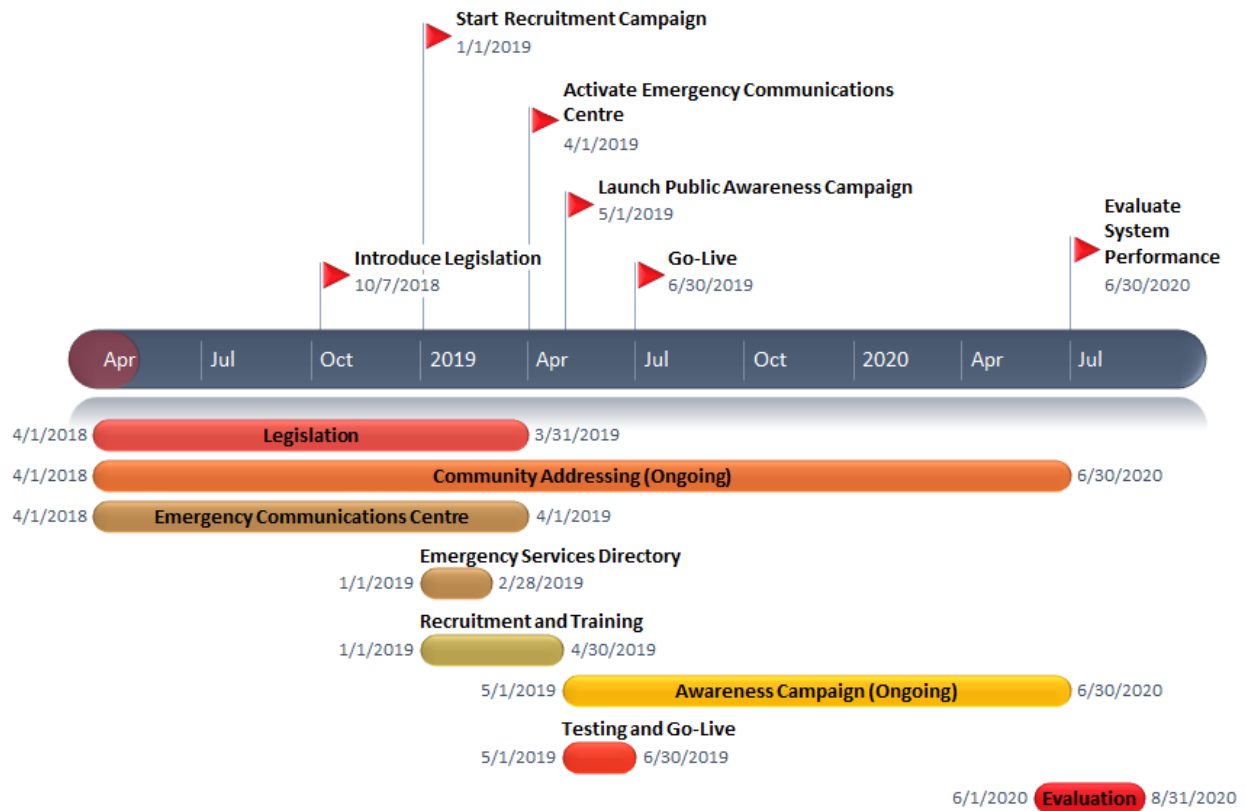 Start Recruitment Campaign
1/1/2019
Activate Emergency Communications
Centre
4/1/2019
Launch Public Awareness Campaign
5/1/2019
Evaluate
System
Performance
6/30/2020
Introduce Legislation
10/7/2018
Go-Live
6/30/2019
Apr Jul Oct 2019 Apr Jul Oct 2020 Apr Jul
4/1/2018 Legislation 3/31/2019
4/1/2018 Community Addressing (Ongoing) 6/30/2020
4/1/2018 Emergency Communications Centre 4/1/2019
Emergency Services Directory
1/1/2019 2/28/2019
Recruitment and Training
1/1/2019 4/30/2019
5/1/2019 Awareness Campaign (Ongoing) 6/30/2020
Testing and Go-Live
5/1/2019 6/30/2019
6/1/2020 Evaluation 8/31/2020